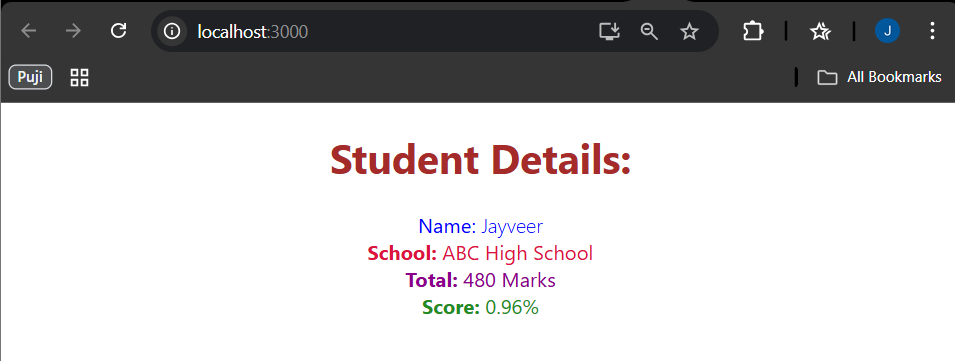 localhost:3000
J
Puji
All Bookmarks
Student Details:
Name: Jayveer
School: ABC High School
Total: 480 Marks
Score: 0.96%